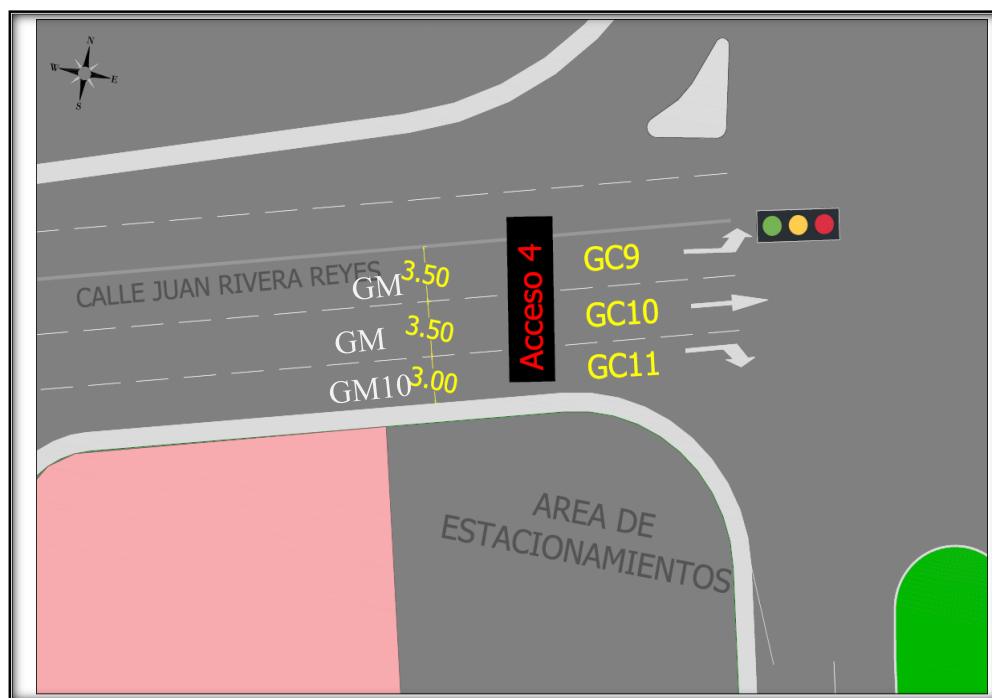 N
W
E
S
CALLE JUAN RIVERA REYES
GM
3.50
GM
3.50
GM10
3.00
Acceso 4
GC9
GC10
GC11
AREA DE
ESTACIONAMIENTOS